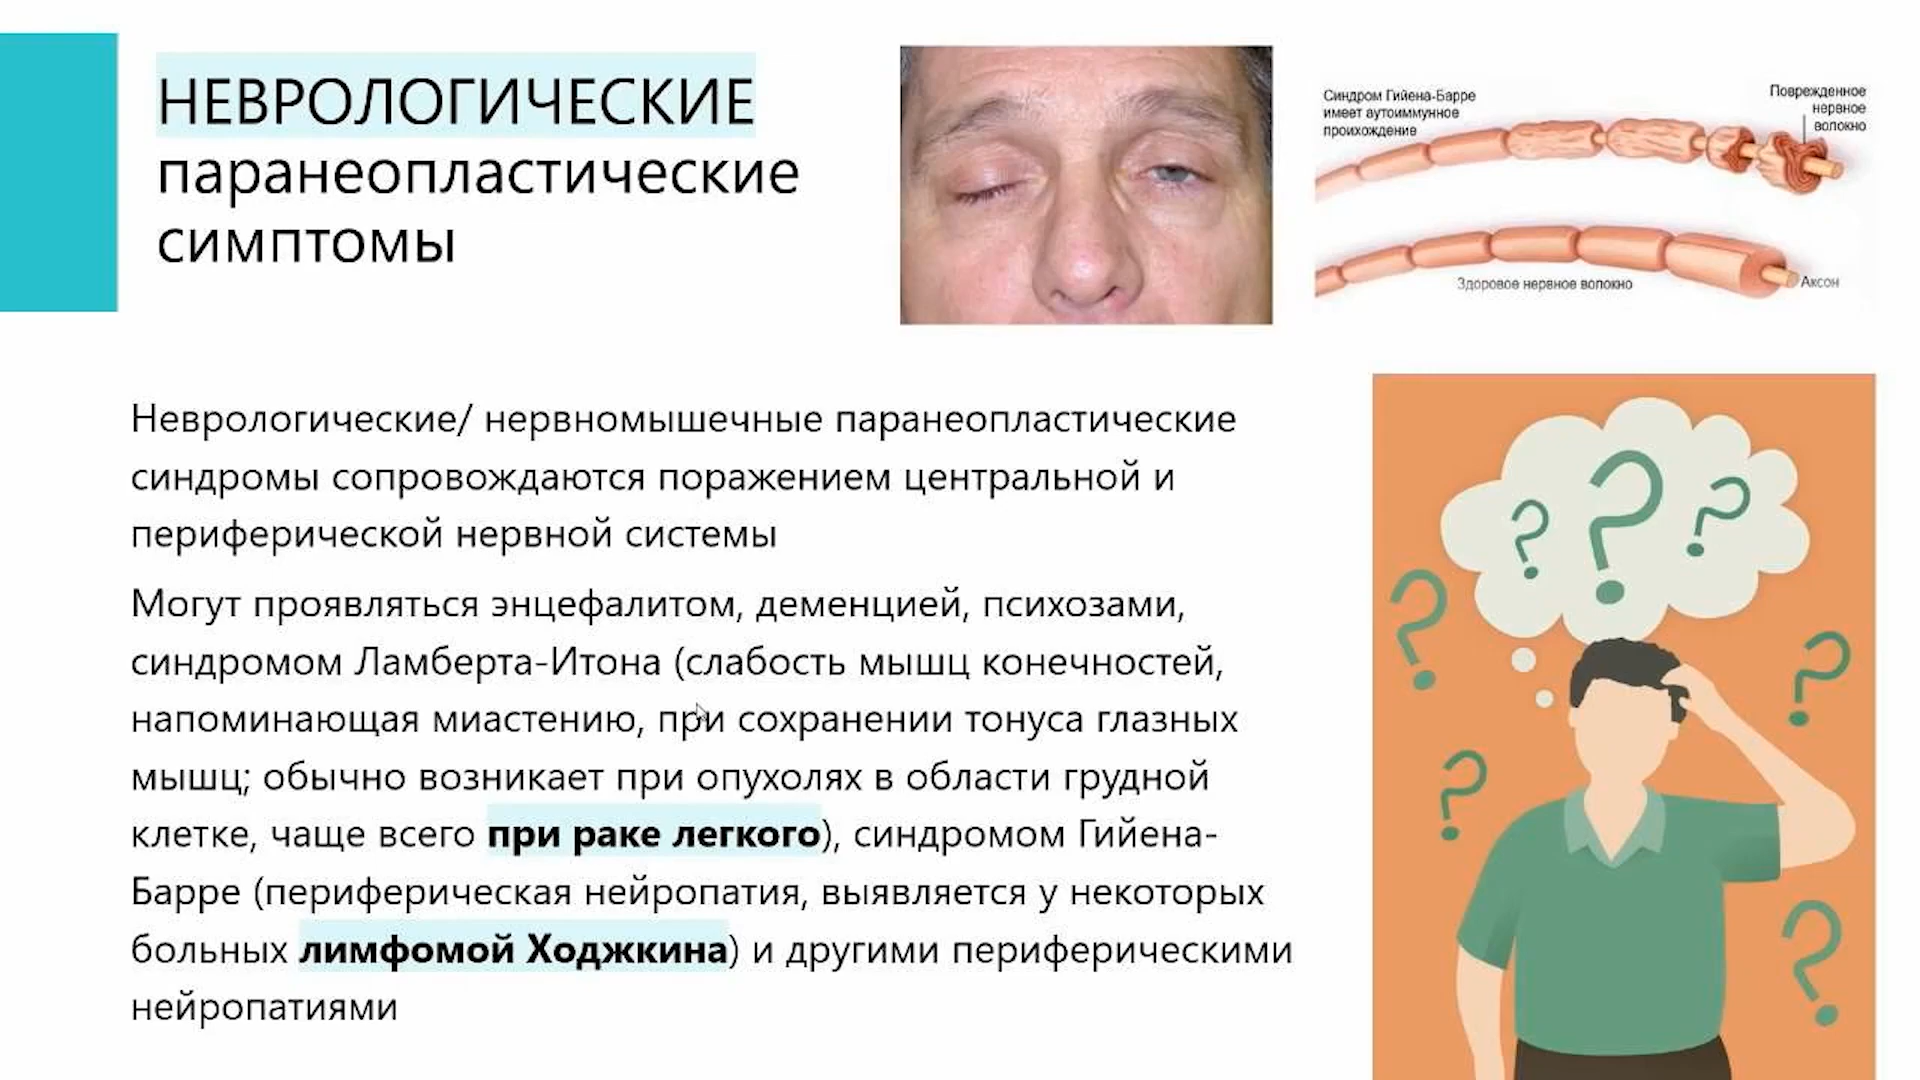 НЕВРОЛОГИЧЕСКИЕ
паранеопластические
симптомы
Синдром Гийена-Барре
имеет аутоиммунное
проихождение
Поврежденное
нервное
волокно
Здоровое нервное волокно
Аксон
Неврологические/ нервномышечные паранеопластические
синдромы сопровождаются поражением центральной и
периферической нервной системы
Могут проявляться энцефалитом, деменцией, психозами,
синдромом Ламберта-Итона (слабость мышц конечностей,
напоминающая миастению, при сохранении тонуса глазных
мышц; обычно возникает при опухолях в области грудной
клетке, чаще всего при раке легкого), синдромом Гийена-
Барре (периферическая нейропатия, выявляется у некоторых
больных лимфомой Ходжкина) и другими периферическими
нейропатиями
? ? ?
? ?
?
?